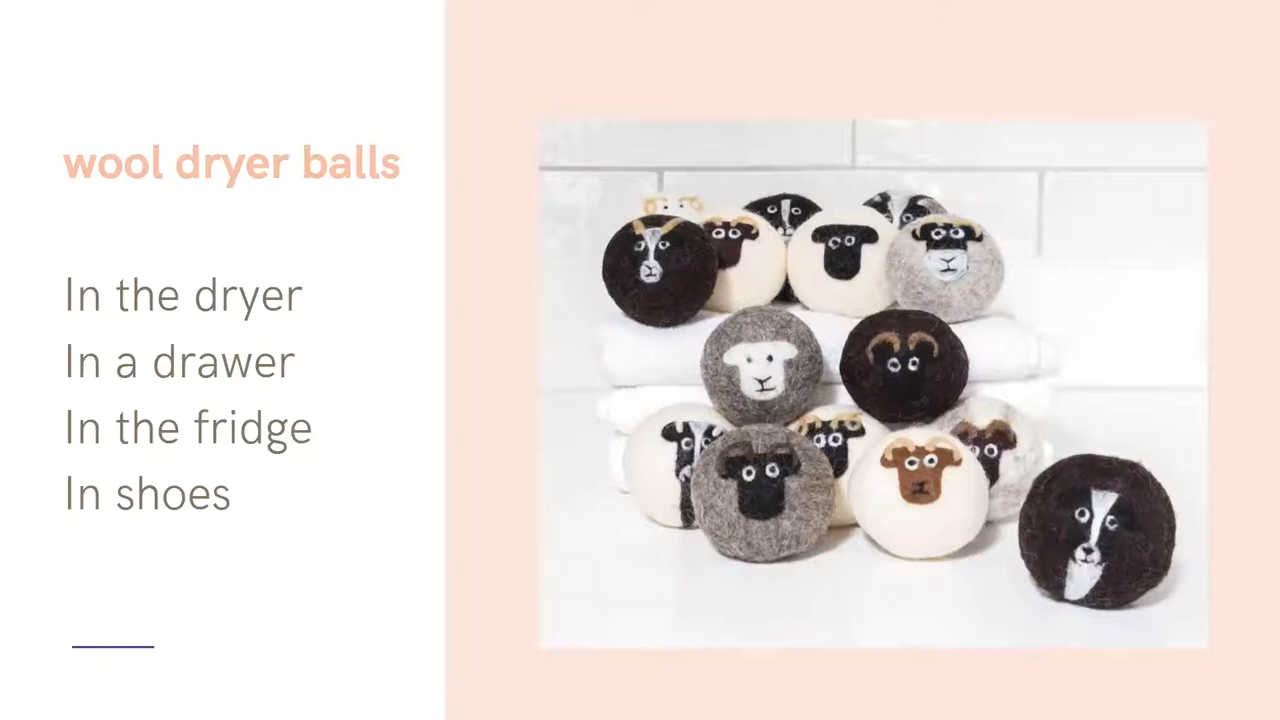 wool dryer balls
In the dryer
In a drawer
In the fridge
In shoes